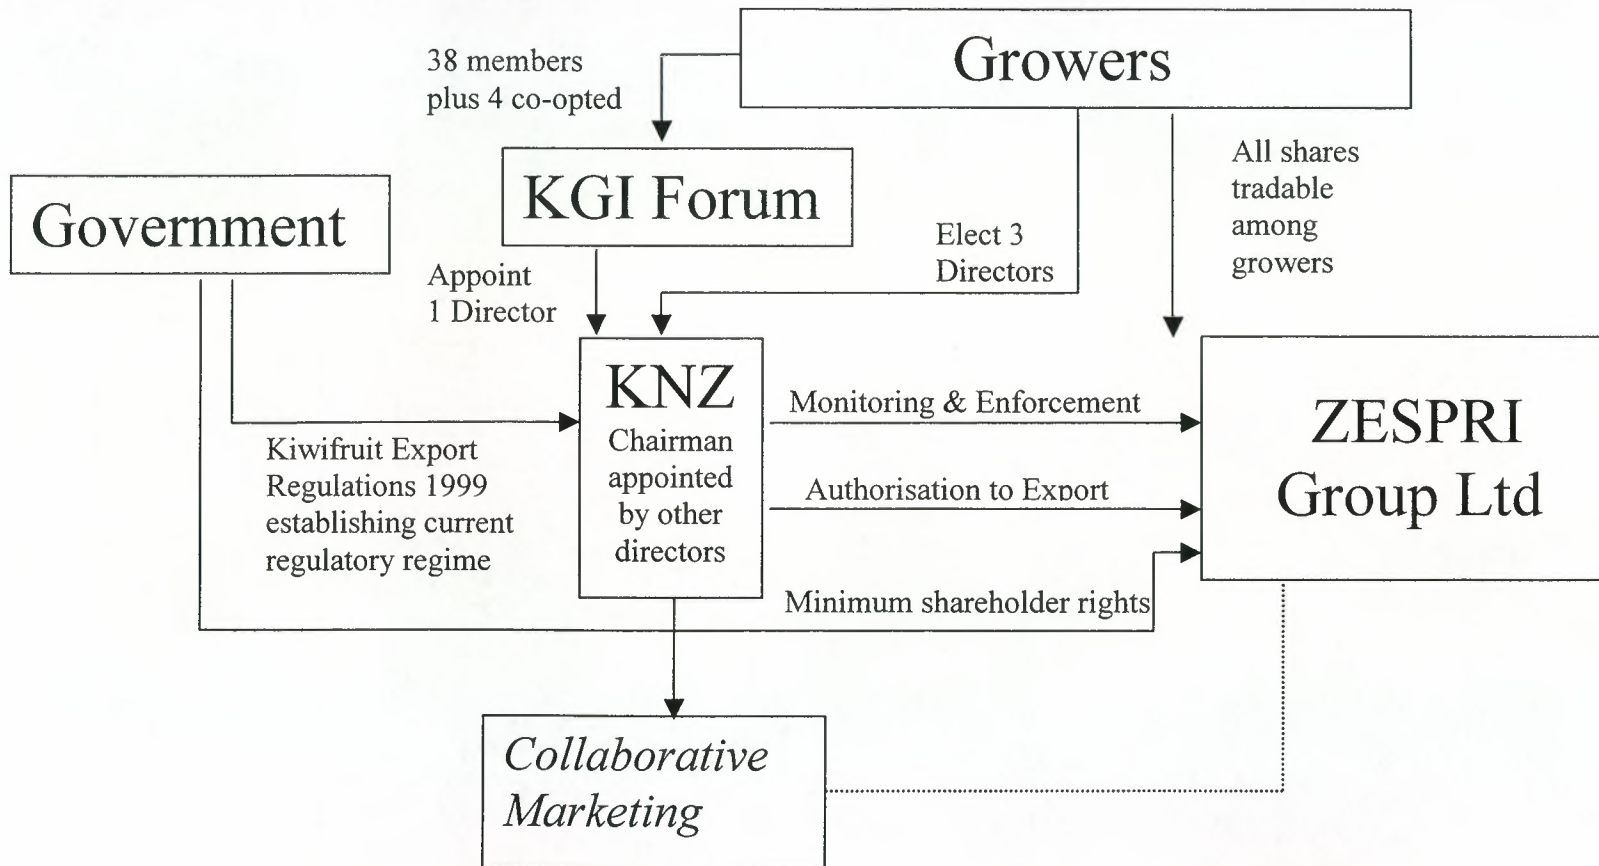 Growers
38 members
plus 4 co-opted
All shares
tradable
among
growers
Government
KGI Forum
Elect 3
Directors
Appoint
1 Director
KNZ
Chairman
appointed
by other
directors
Monitoring & Enforcement
Authorisation to Export
ZESPRI
Group Ltd
Kiwifruit Export
Regulations 1999
establishing current
regulatory regime
Minimum shareholder rights
Collaborative
Marketing